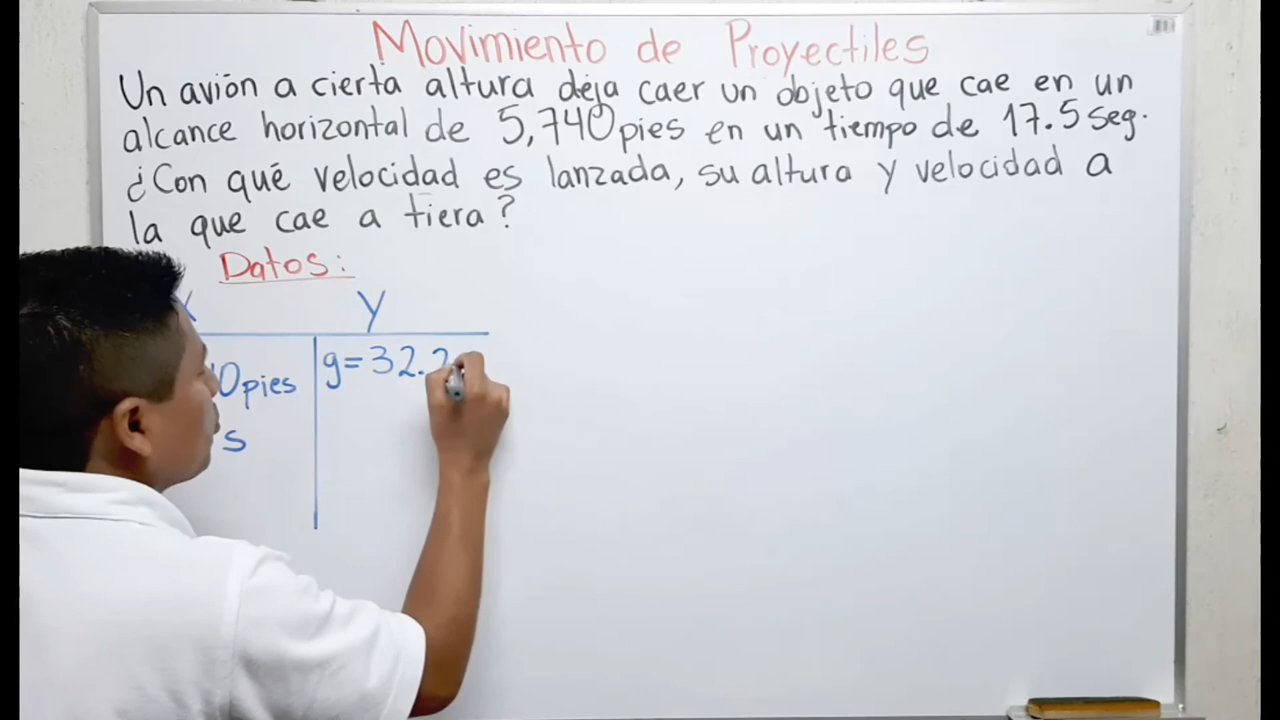 Movimiento de Proyectiles
Un avión a cierta altura deja caer un objeto que cae en un
alcance horizontal de 5,740 pies en un tiempo de 17.5 seg.
¿Con qué velocidad es lanzada, su altura y velocidad a
la que cae a tiera?
Datos:
Y
pies
s
g=32.2